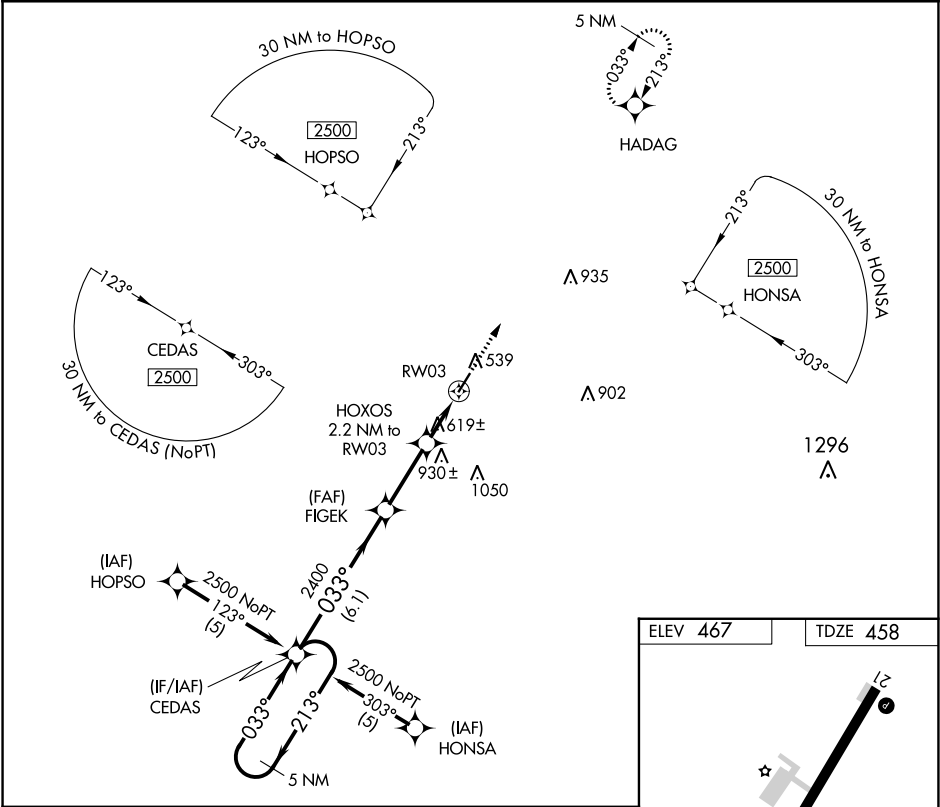 30 NM to HOPSO
123°
213°
2500
HOPSO
5 NM
033°
213°
HADAG
213°
30 NM to HONSA
2500
HONSA
303°
123°
CEDAS
2500
303°
30 NM to CEDAS (NoPT)
935
RW03
539
902
HOXOS
2.2 NM to
RW03
619±
930±
1050
1296
(FAF)
FIGEK
(IAF)
HOPSO
2500 NoPT
123°
(5)
2400
033°
(6.1)
(IF/IAF)
CEDAS
033°
213°
5 NM
2500 NoPT
303°
(5)
(IAF)
HONSA
ELEV 467
TDZE 458
21
P